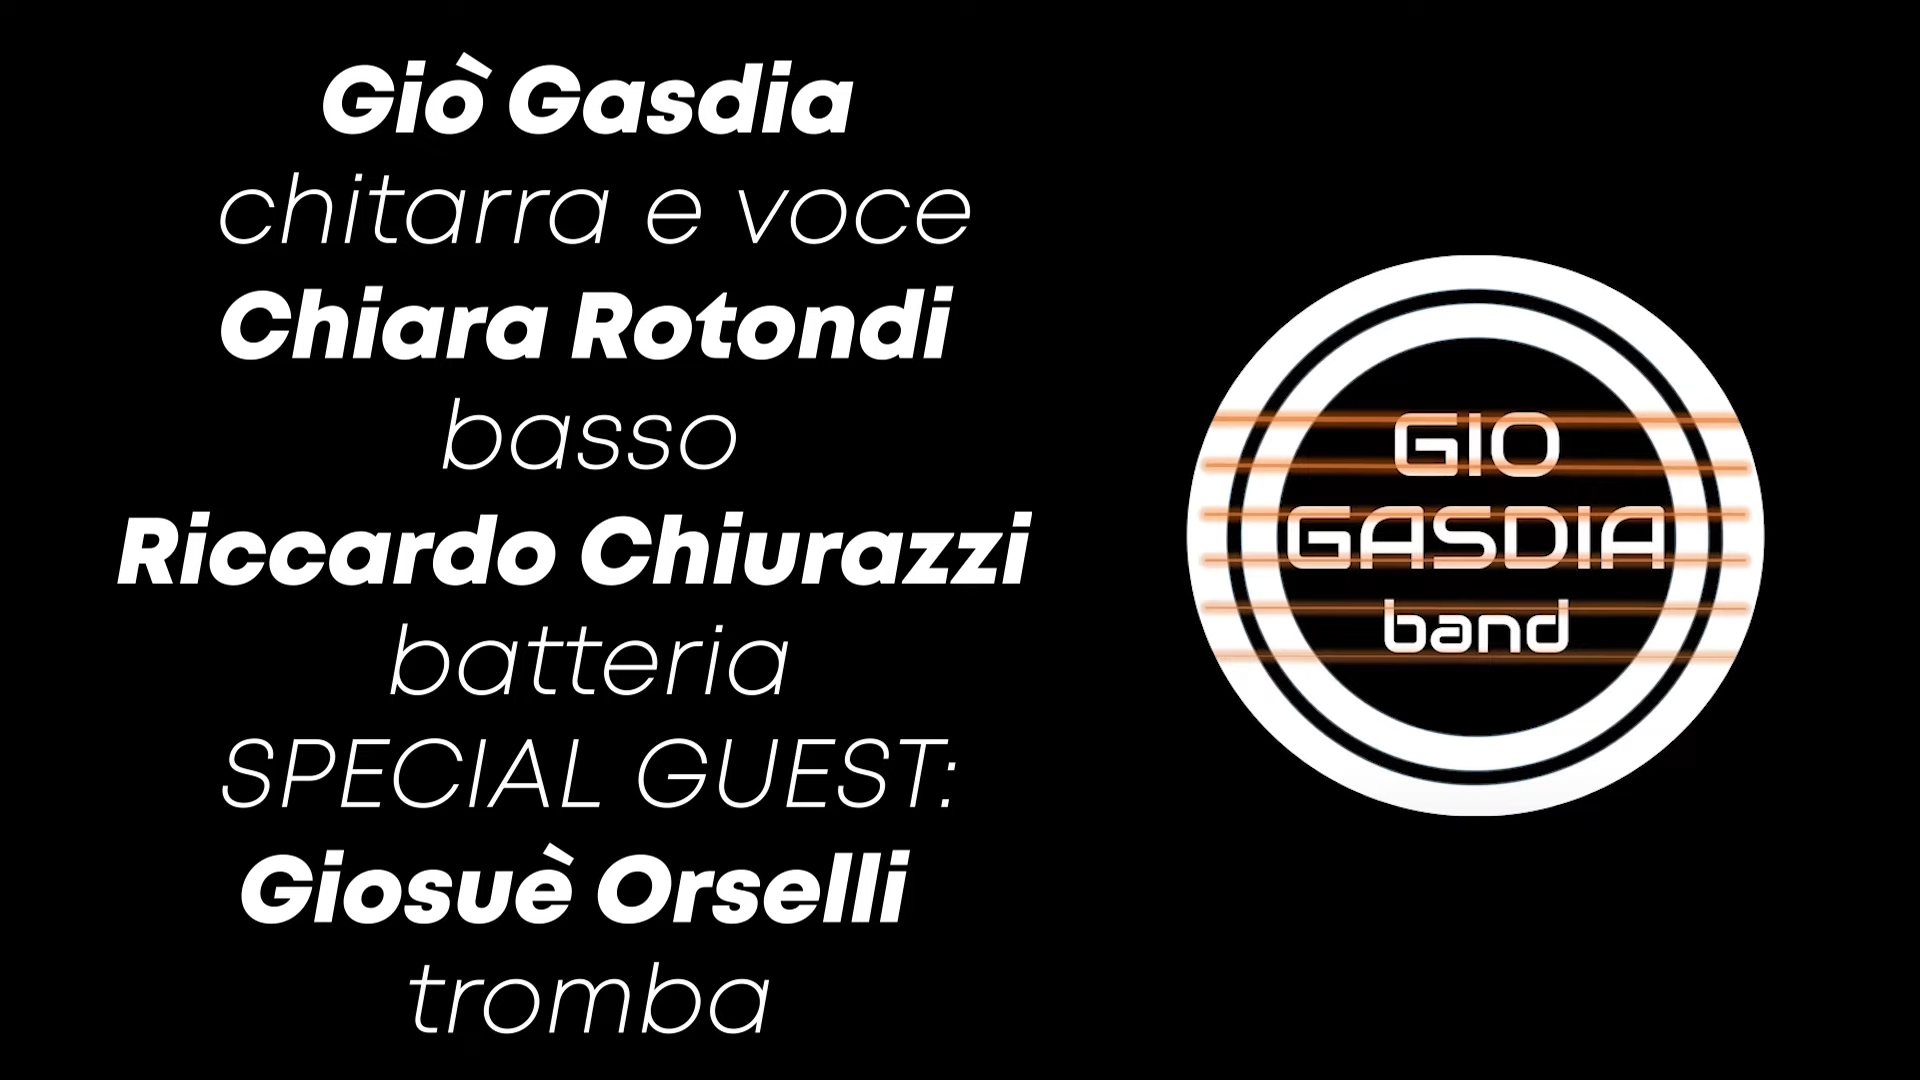 Giò Gasdia
chitarra e voce
Chiara Rotondi
basso
Riccardo Chiurazzi
batteria
SPECIAL GUEST:
Giosuè Orselli
tromba
GIO
GASDIA
band